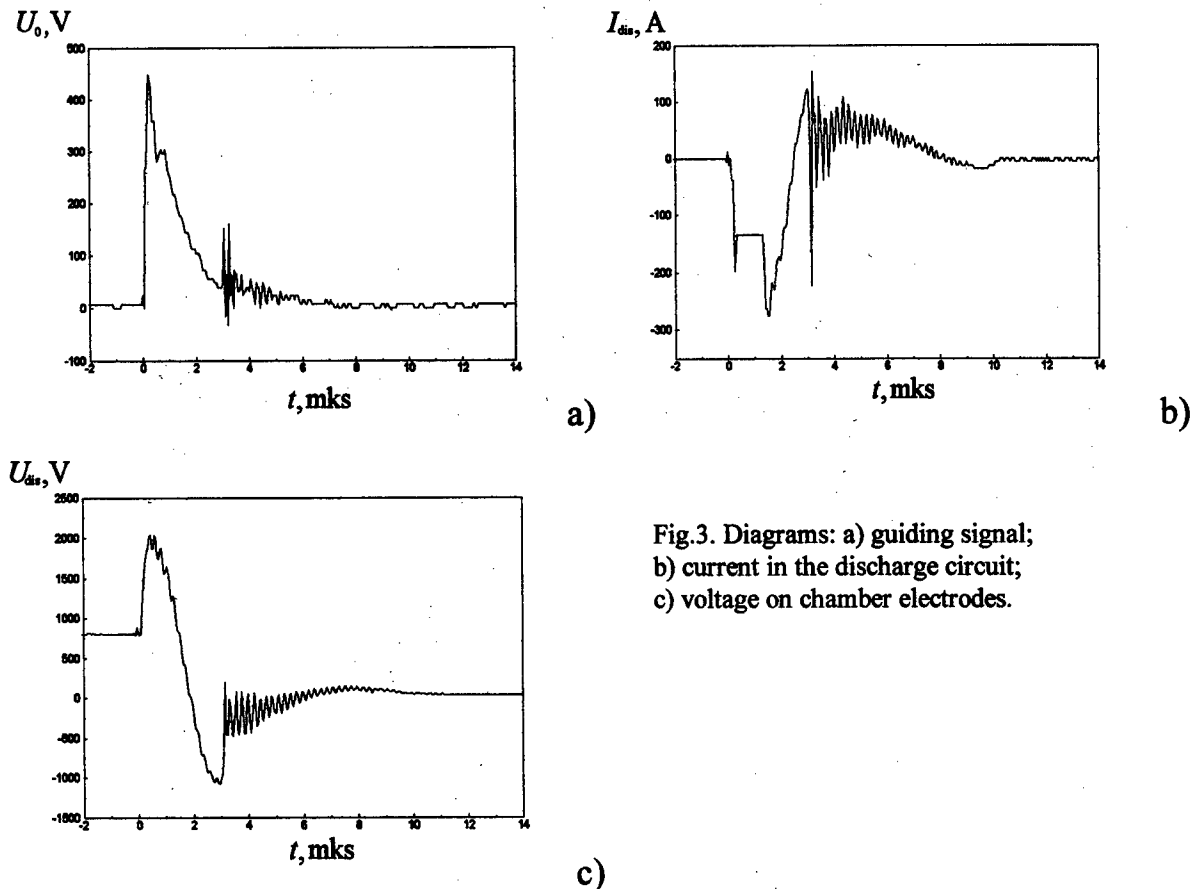 U₀,V
500
400
300
200
100
0
-100
-2 0 2 4 6 8 10 12 14
t,mks
a)
I dis,A
200
100
0
-100
-200
-300
-2 0 2 4 6 8 10 12 14
t,mks
b)
U dis,V
2500
2000
1500
1000
500
0
-500
-1000
-1500
-2 0 2 4 6 8 10 12 14
t,mks
c)
Fig.3. Diagrams: a) guiding signal;
b) current in the discharge circuit;
c) voltage on chamber electrodes.